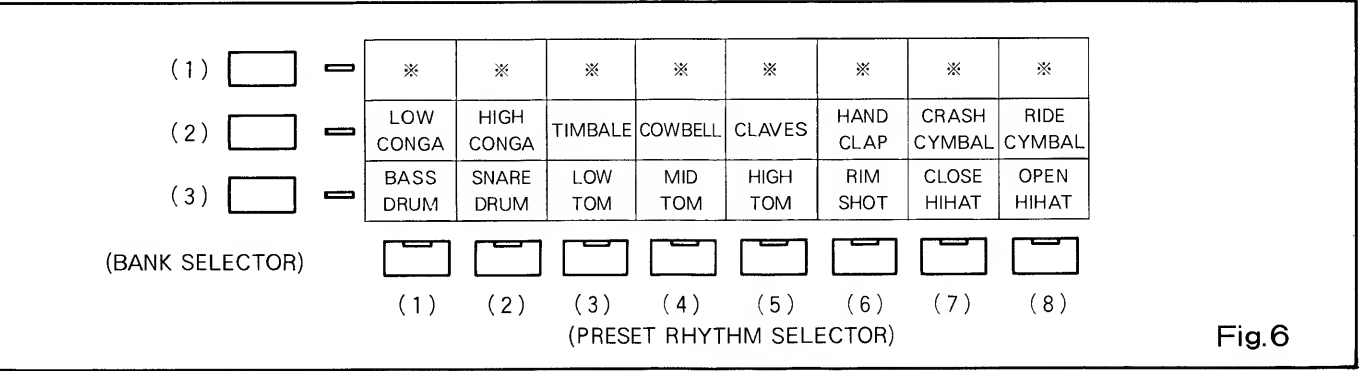 (1) ※ ※ ※ ※ ※ ※ ※ ※
(2) LOW CONGA HIGH CONGA TIMBALE COWBELL CLAVES HAND CLAP CRASH CYMBAL RIDE CYMBAL
(3) BASS DRUM SNARE DRUM LOW TOM MID TOM HIGH TOM RIM SHOT CLOSE HIHAT OPEN HIHAT
(BANK SELECTOR)
(1) (2) (3) (4) (5) (6) (7) (8)
(PRESET RHYTHM SELECTOR)
Fig.6